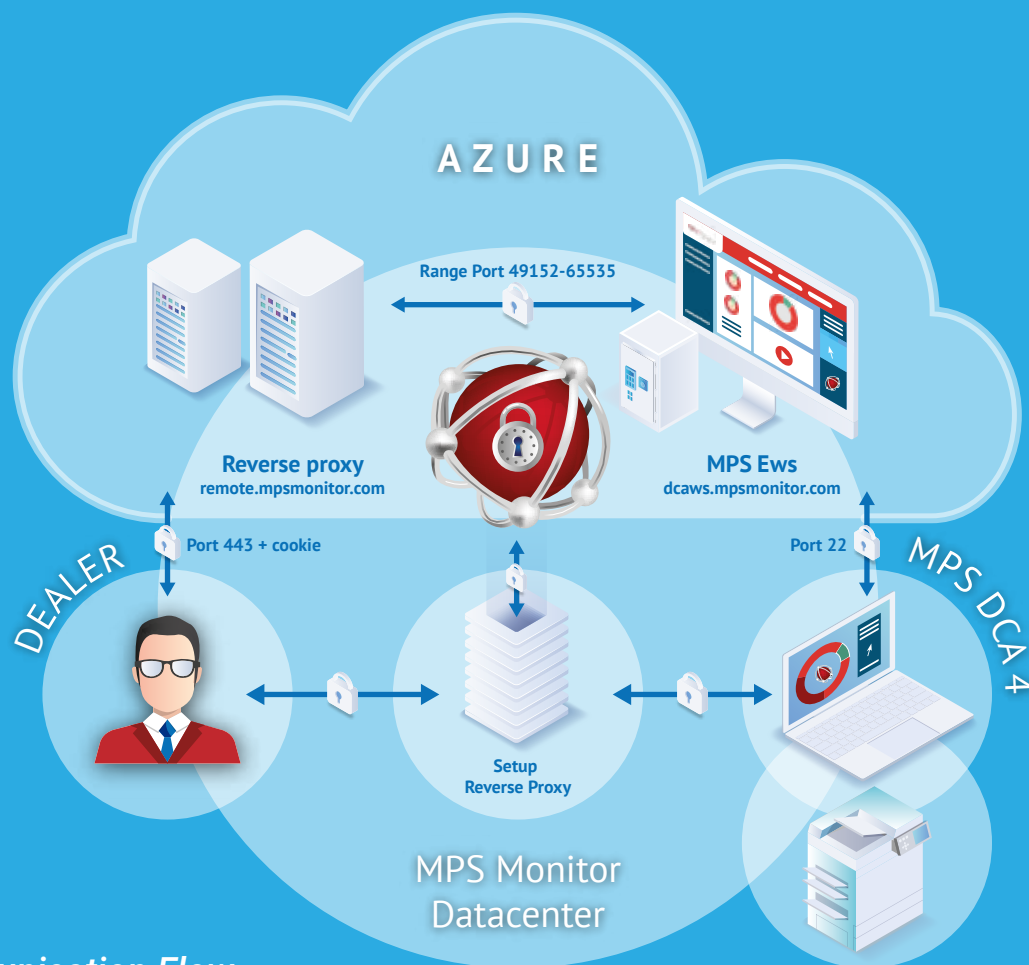 AZURE
Range Port 49152-65535
Reverse proxy
remote.mpsmonitor.com
MPS Ews
dcaws.mpsmonitor.com
Port 443 + cookie
Port 22
DEALER
MPS DCA 4
Setup
Reverse Proxy
MPS Monitor
Datacenter